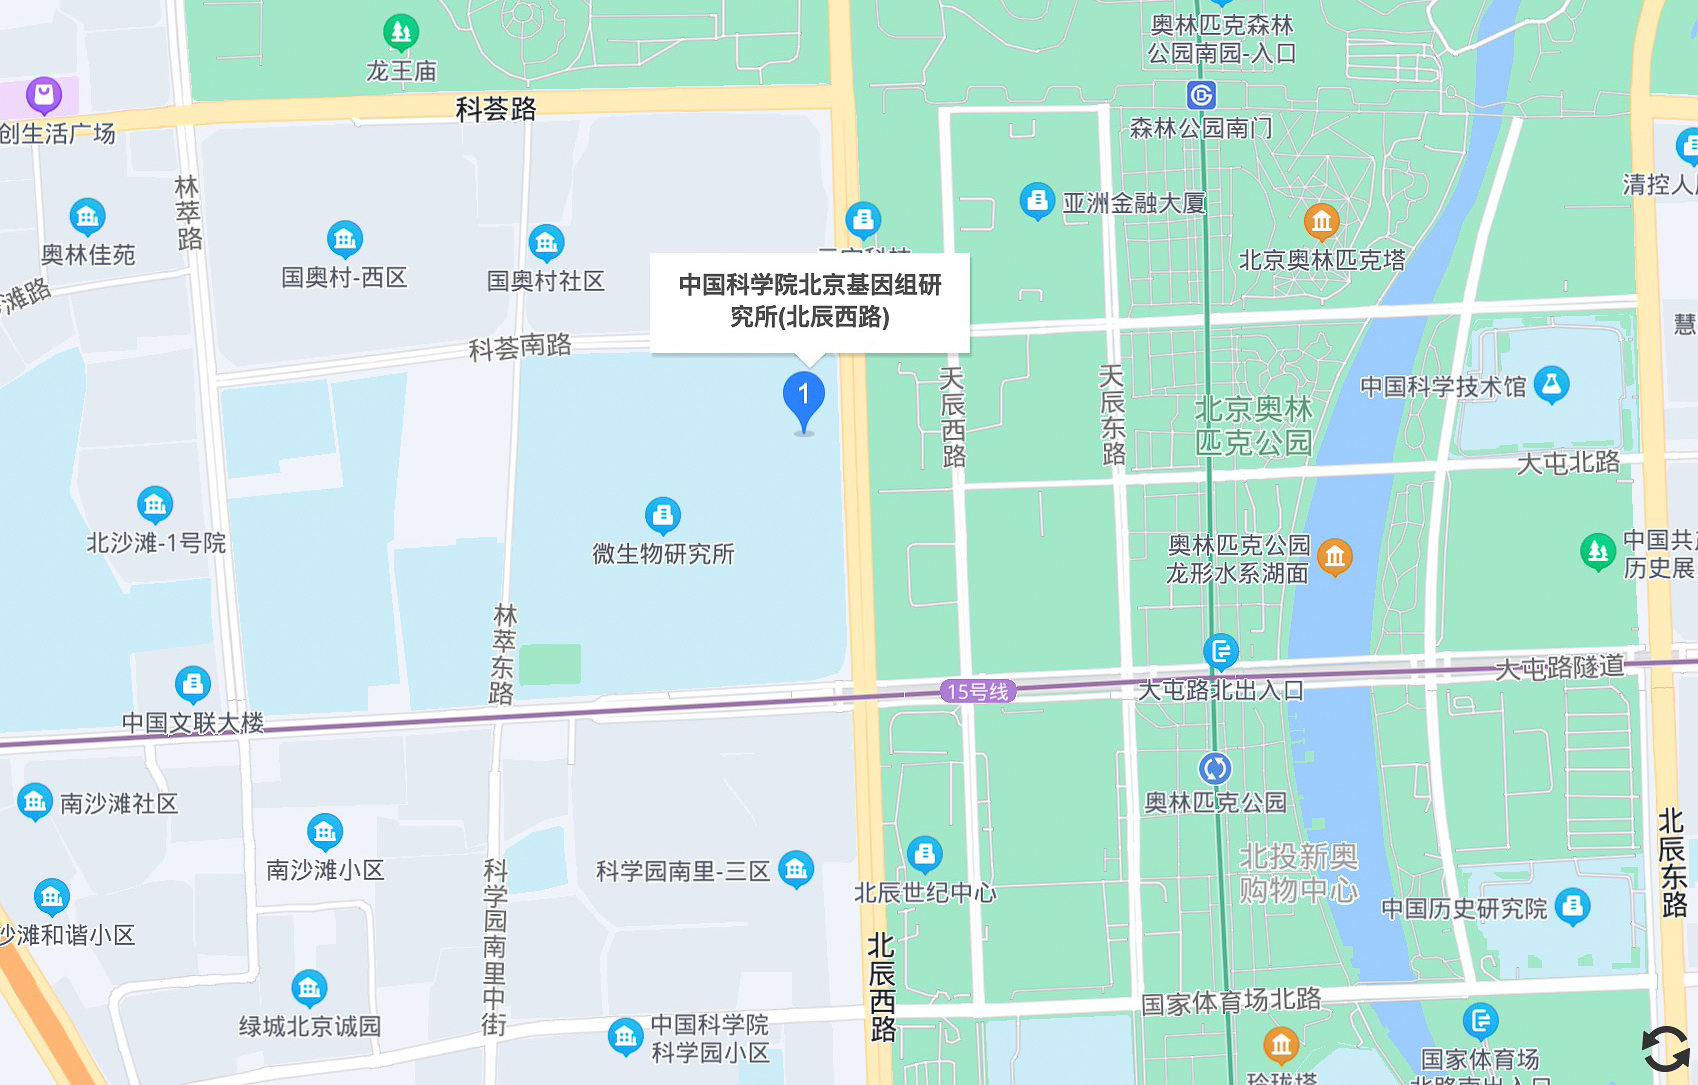 奥林匹克森林
公园南园-入口
龙王庙
科荟路
创生活广场
森林公园南门
林萃路
清控人居
亚洲金融大厦
奥林佳苑
国奥村-西区
国奥村社区
北京奥林匹克塔
滩路
中国科学院北京基因组研
究所(北辰西路)
慧
科荟南路
1
天辰西路
天辰东路
中国科学技术馆
北京奥林
匹克公园
大屯北路
北沙滩-1号院
微生物研究所
奥林匹克公园
龙形水系湖面
中国共产
历史展
林萃东路
大屯路隧道
15号线
大屯路北出入口
中国文联大楼
南沙滩社区
奥林匹克公园
北辰东路
南沙滩小区
科学园南里-三区
科学园南里中街
北辰世纪中心
北投新奥
购物中心
中国历史研究院
沙滩和谐小区
北辰西路
国家体育场北路
绿城北京诚园
中国科学院
科学园小区
国家体育场
玲珑塔